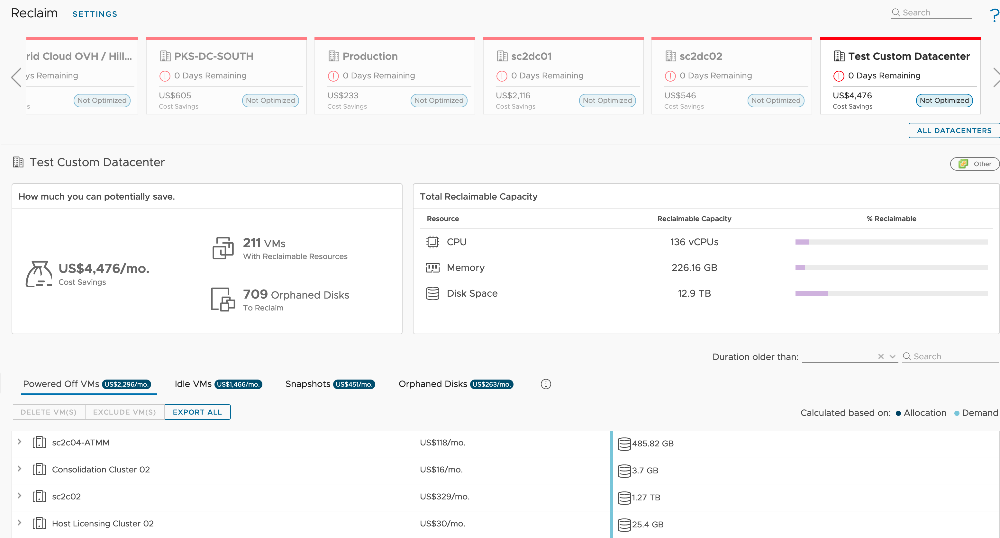 Reclaim SETTINGS Search ?
rid Cloud OVH / Hill...
ys Remaining
Not Optimized
s
PKS-DC-SOUTH
0 Days Remaining
US$605
Cost Savings
Not Optimized
Production
0 Days Remaining
US$233
Cost Savings
Not Optimized
sc2dc01
0 Days Remaining
US$2,116
Cost Savings
Not Optimized
sc2dc02
0 Days Remaining
US$546
Cost Savings
Not Optimized
Test Custom Datacenter
0 Days Remaining
US$4,476
Cost Savings
Not Optimized
ALL DATACENTERS
Test Custom Datacenter
Other
How much you can potentially save.
US$4,476/mo.
Cost Savings
211 VMs
With Reclaimable Resources
709 Orphaned Disks
To Reclaim
Total Reclaimable Capacity
Resource Reclaimable Capacity % Reclaimable
CPU 136 vCPUs
Memory 226.16 GB
Disk Space 12.9 TB
Duration older than: Search
Powered Off VMs US$2,296/mo. Idle VMs US$1,466/mo. Snapshots US$451/mo. Orphaned Disks US$263/mo.
DELETE VM(S) EXCLUDE VM(S) EXPORT ALL
Calculated based on: Allocation Demand
sc2c04-ATMM US$118/mo. 485.82 GB
Consolidation Cluster 02 US$16/mo. 3.7 GB
sc2c02 US$329/mo. 1.27 TB
Host Licensing Cluster 02 US$30/mo. 25.4 GB